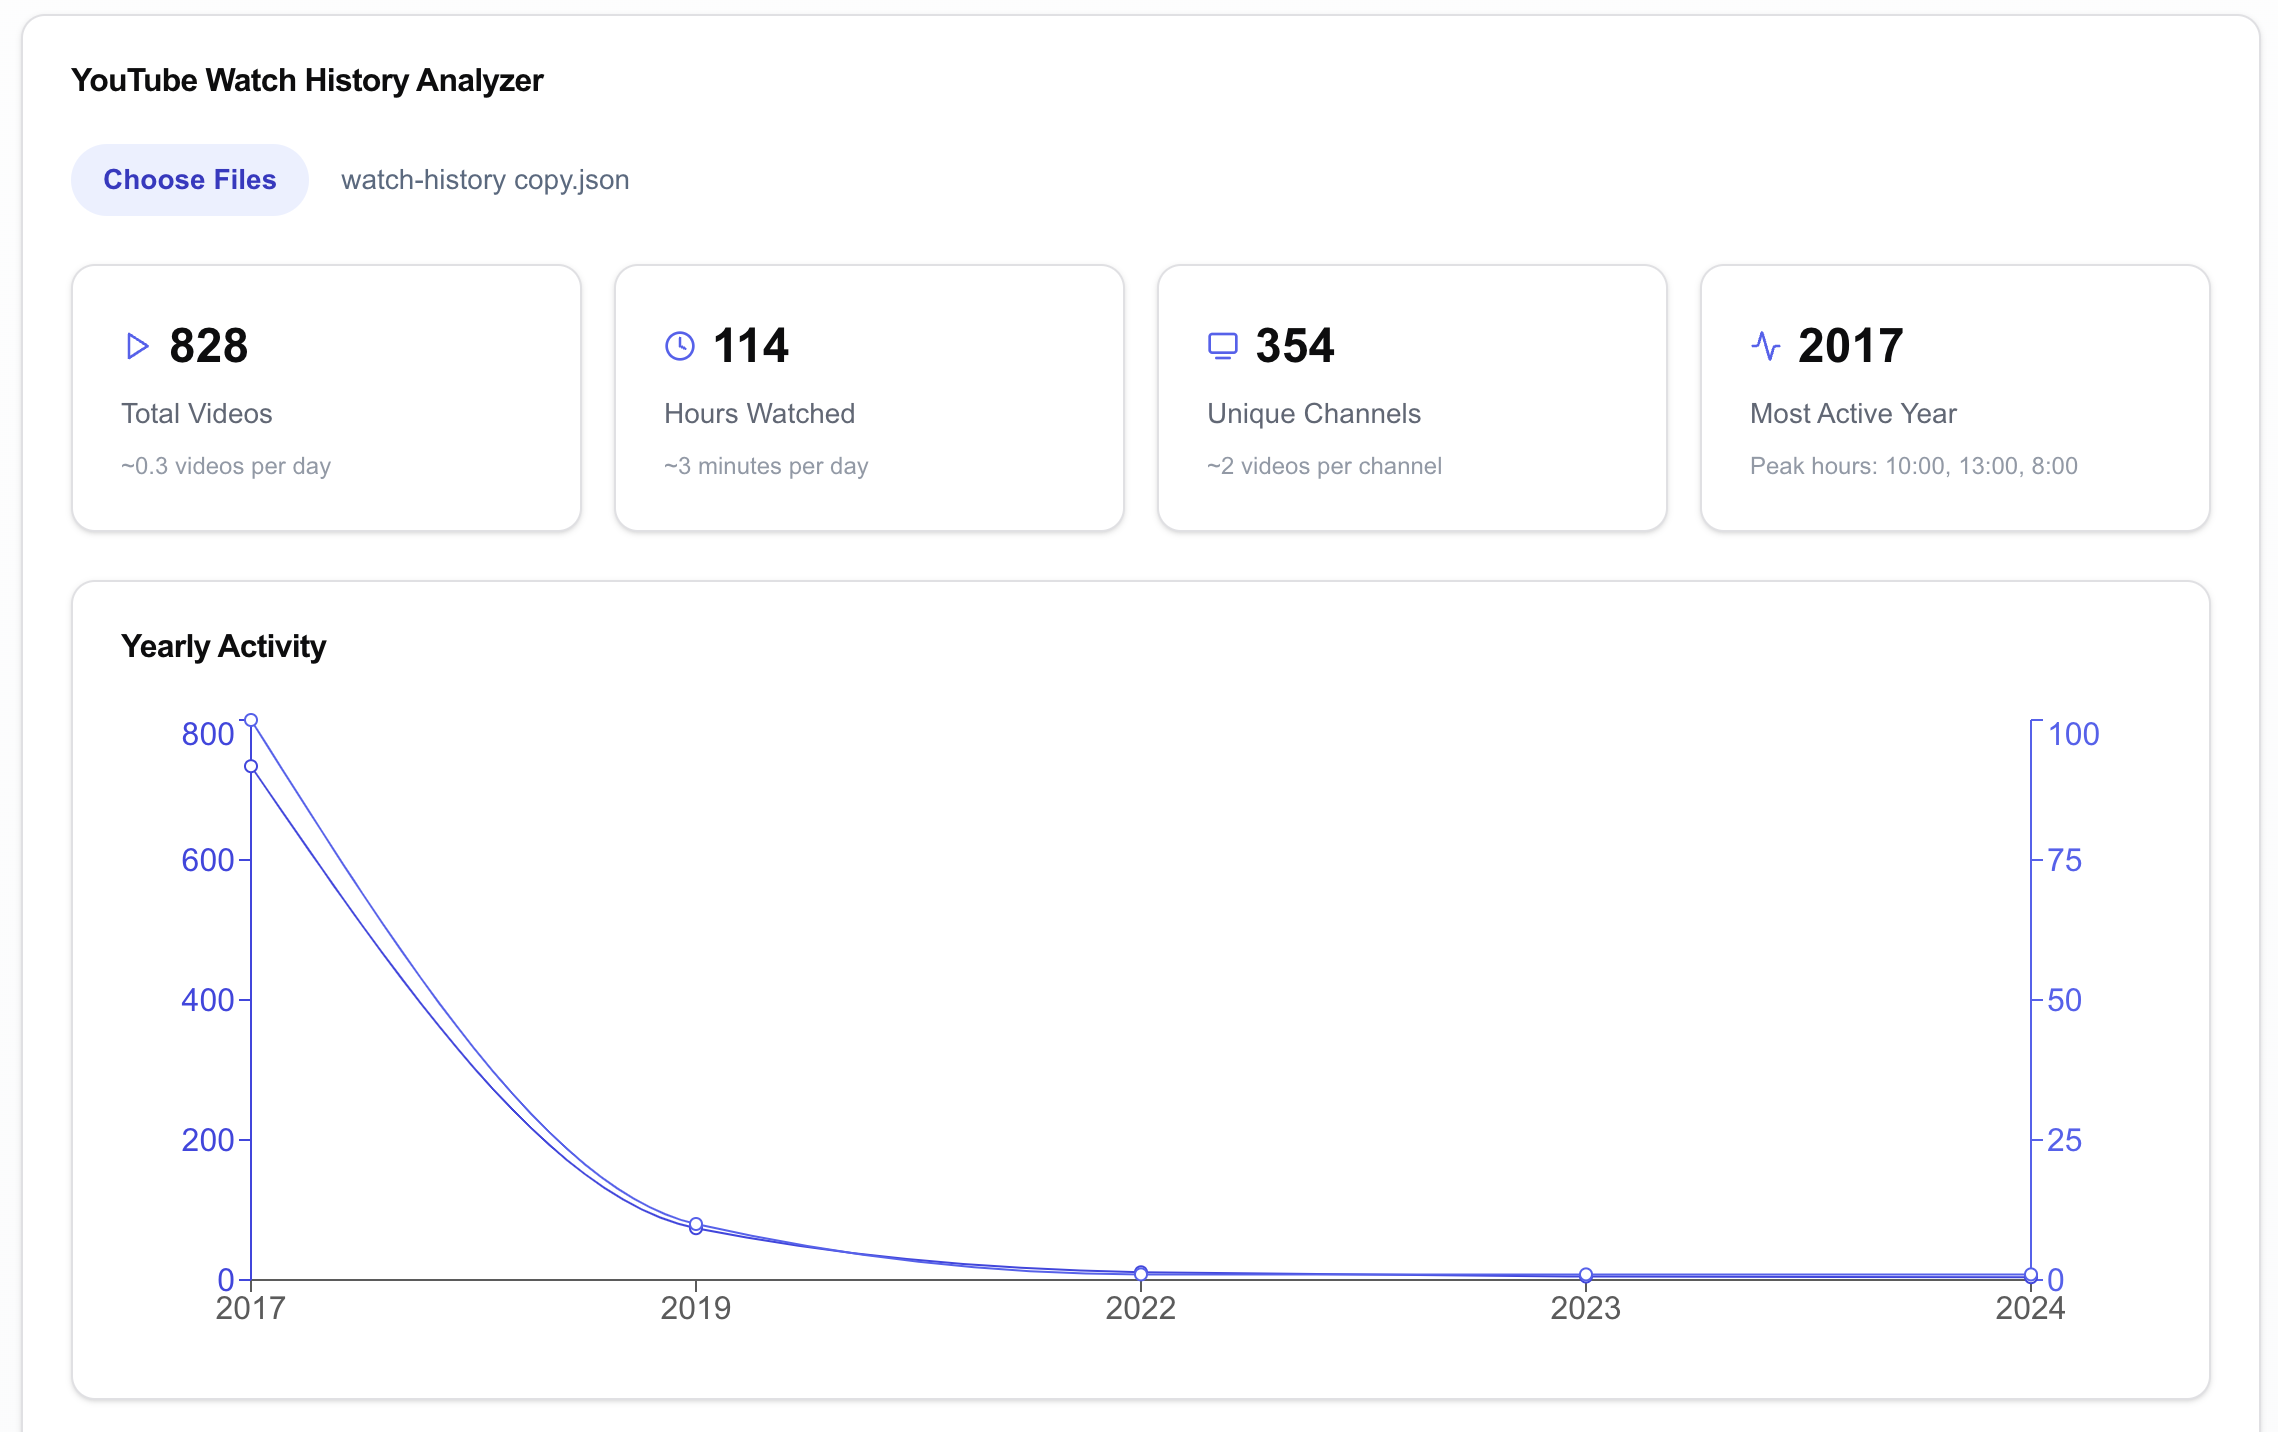 YouTube Watch History Analyzer
Choose Files watch-history copy.json
828
Total Videos
~0.3 videos per day
114
Hours Watched
~3 minutes per day
354
Unique Channels
~2 videos per channel
2017
Most Active Year
Peak hours: 10:00, 13:00, 8:00
Yearly Activity
800 100
600 75
400 50
200 25
0 0
2017 2019 2022 2023 2024